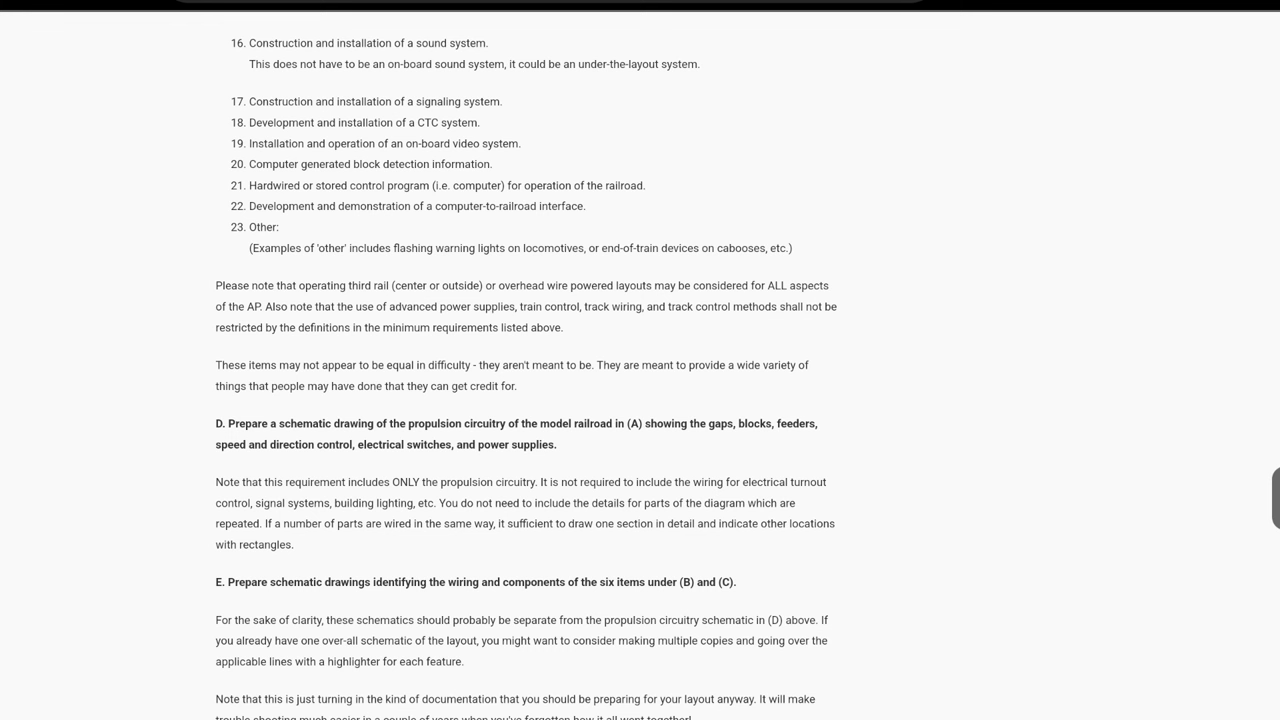 16. Construction and installation of a sound system.
This does not have to be an on-board sound system, it could be an under-the-layout system.
17. Construction and installation of a signaling system.
18. Development and installation of a CTC system.
19. Installation and operation of an on-board video system.
20. Computer generated block detection information.
21. Hardwired or stored control program (i.e. computer) for operation of the railroad.
22. Development and demonstration of a computer-to-railroad interface.
23. Other:
(Examples of 'other' includes flashing warning lights on locomotives, or end-of-train devices on cabooses, etc.)
Please note that operating third rail (center or outside) or overhead wire powered layouts may be considered for ALL aspects
of the AP. Also note that the use of advanced power supplies, train control, track wiring, and track control methods shall not be
restricted by the definitions in the minimum requirements listed above.
These items may not appear to be equal in difficulty - they aren't meant to be. They are meant to provide a wide variety of
things that people may have done that they can get credit for.
D. Prepare a schematic drawing of the propulsion circuitry of the model railroad in (A) showing the gaps, blocks, feeders,
speed and direction control, electrical switches, and power supplies.
Note that this requirement includes ONLY the propulsion circuitry. It is not required to include the wiring for electrical turnout
control, signal systems, building lighting, etc. You do not need to include the details for parts of the diagram which are
repeated. If a number of parts are wired in the same way, it sufficient to draw one section in detail and indicate other locations
with rectangles.
E. Prepare schematic drawings identifying the wiring and components of the six items under (B) and (C).
For the sake of clarity, these schematics should probably be separate from the propulsion circuitry schematic in (D) above. If
you already have one over-all schematic of the layout, you might want to consider making multiple copies and going over the
applicable lines with a highlighter for each feature.
Note that this is just turning in the kind of documentation that you should be preparing for your layout anyway. It will make
trouble shooting much easier in a couple of years when you've forgotten how it all went together!